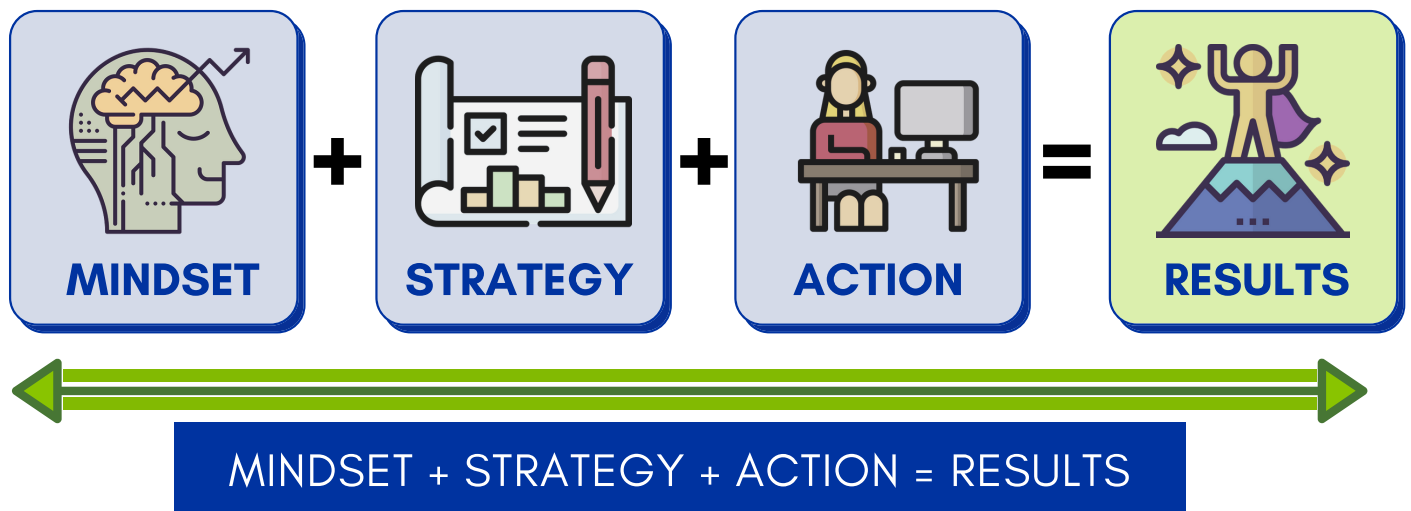 MINDSET + STRATEGY + ACTION = RESULTS
MINDSET + STRATEGY + ACTION = RESULTS